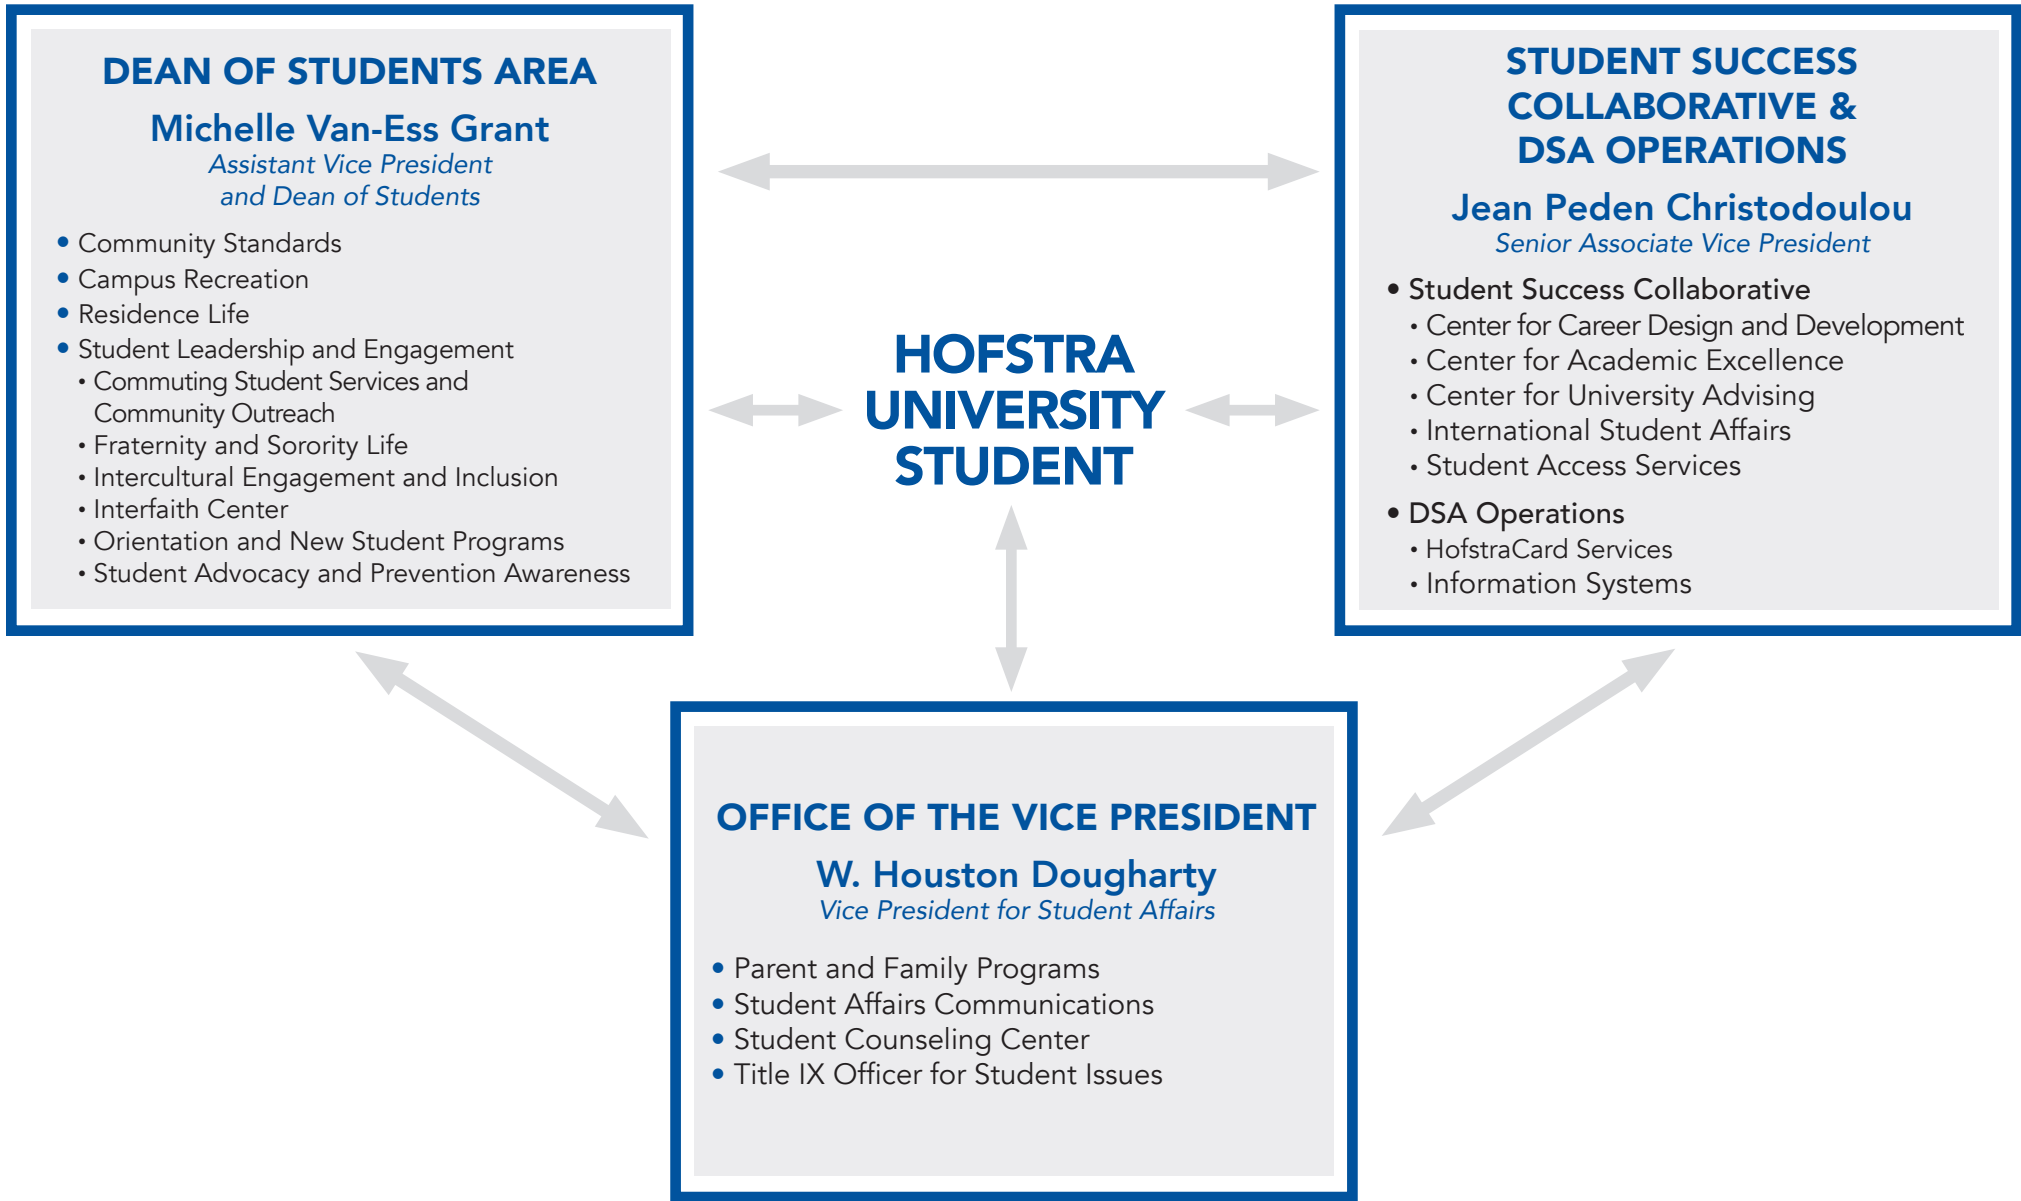 DEAN OF STUDENTS AREA
Michelle Van-Ess Grant
Assistant Vice President
and Dean of Students
• Community Standards
• Campus Recreation
• Residence Life
• Student Leadership and Engagement
• Commuting Student Services and
Community Outreach
• Fraternity and Sorority Life
• Intercultural Engagement and Inclusion
• Interfaith Center
• Orientation and New Student Programs
• Student Advocacy and Prevention Awareness
HOFSTRA
UNIVERSITY
STUDENT
STUDENT SUCCESS
COLLABORATIVE &
DSA OPERATIONS
Jean Peden Christodoulou
Senior Associate Vice President
• Student Success Collaborative
• Center for Career Design and Development
• Center for Academic Excellence
• Center for University Advising
• International Student Affairs
• Student Access Services
• DSA Operations
• HofstraCard Services
• Information Systems
OFFICE OF THE VICE PRESIDENT
W. Houston Dougharty
Vice President for Student Affairs
• Parent and Family Programs
• Student Affairs Communications
• Student Counseling Center
• Title IX Officer for Student Issues